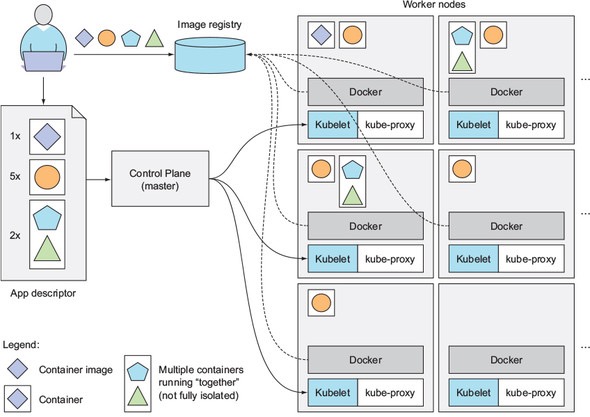 Worker nodes
Image registry
Docker
Kubelet kube-proxy
Docker
Kubelet kube-proxy
...
1x
5x
2x
App descriptor
Control Plane
(master)
Docker
Kubelet kube-proxy
Docker
Kubelet kube-proxy
...
Docker
Kubelet kube-proxy
Docker
Kubelet kube-proxy
...
Legend:
Container image
Container
Multiple containers
running “together”
(not fully isolated)